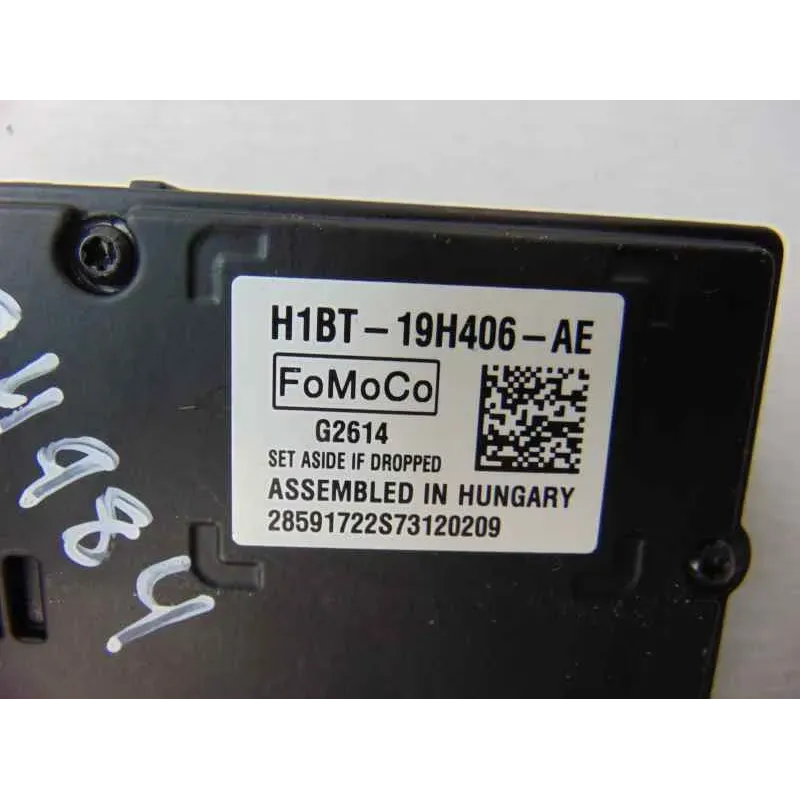 H1BT-19H406-AE
FoMoCo
G2614
SET ASIDE IF DROPPED
ASSEMBLED IN HUNGARY
28591722S73120209